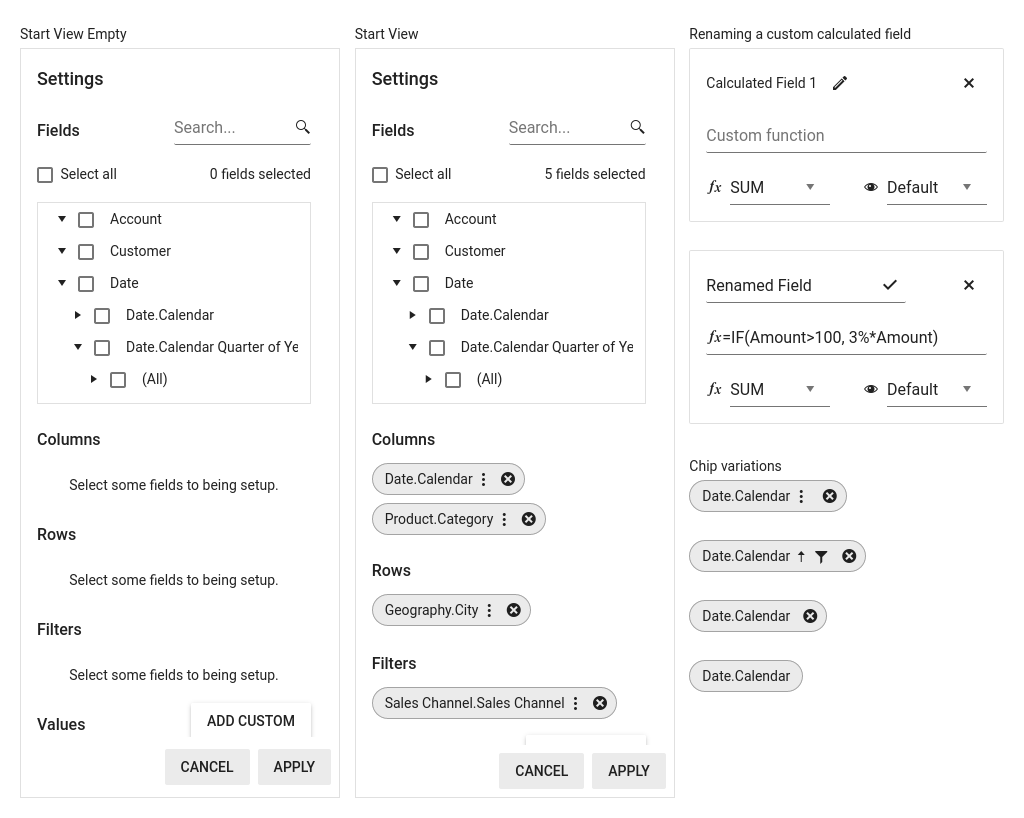 Start View Empty
Settings
Fields
Search...
Select all
0 fields selected
Account
Customer
Date
Date.Calendar
Date.Calendar Quarter of Ye
(All)
Columns
Select some fields to being setup.
Rows
Select some fields to being setup.
Filters
Select some fields to being setup.
Values
ADD CUSTOM
CANCEL
APPLY
Start View
Settings
Fields
Search...
Select all
5 fields selected
Account
Customer
Date
Date.Calendar
Date.Calendar Quarter of Ye
(All)
Columns
Date.Calendar
Product.Category
Rows
Geography.City
Filters
Sales Channel.Sales Channel
CANCEL
APPLY
Renaming a custom calculated field
Calculated Field 1
Custom function
fx SUM
Default
Renamed Field
fx=IF(Amount>100, 3%*Amount)
fx SUM
Default
Chip variations
Date.Calendar
Date.Calendar
Date.Calendar
Date.Calendar